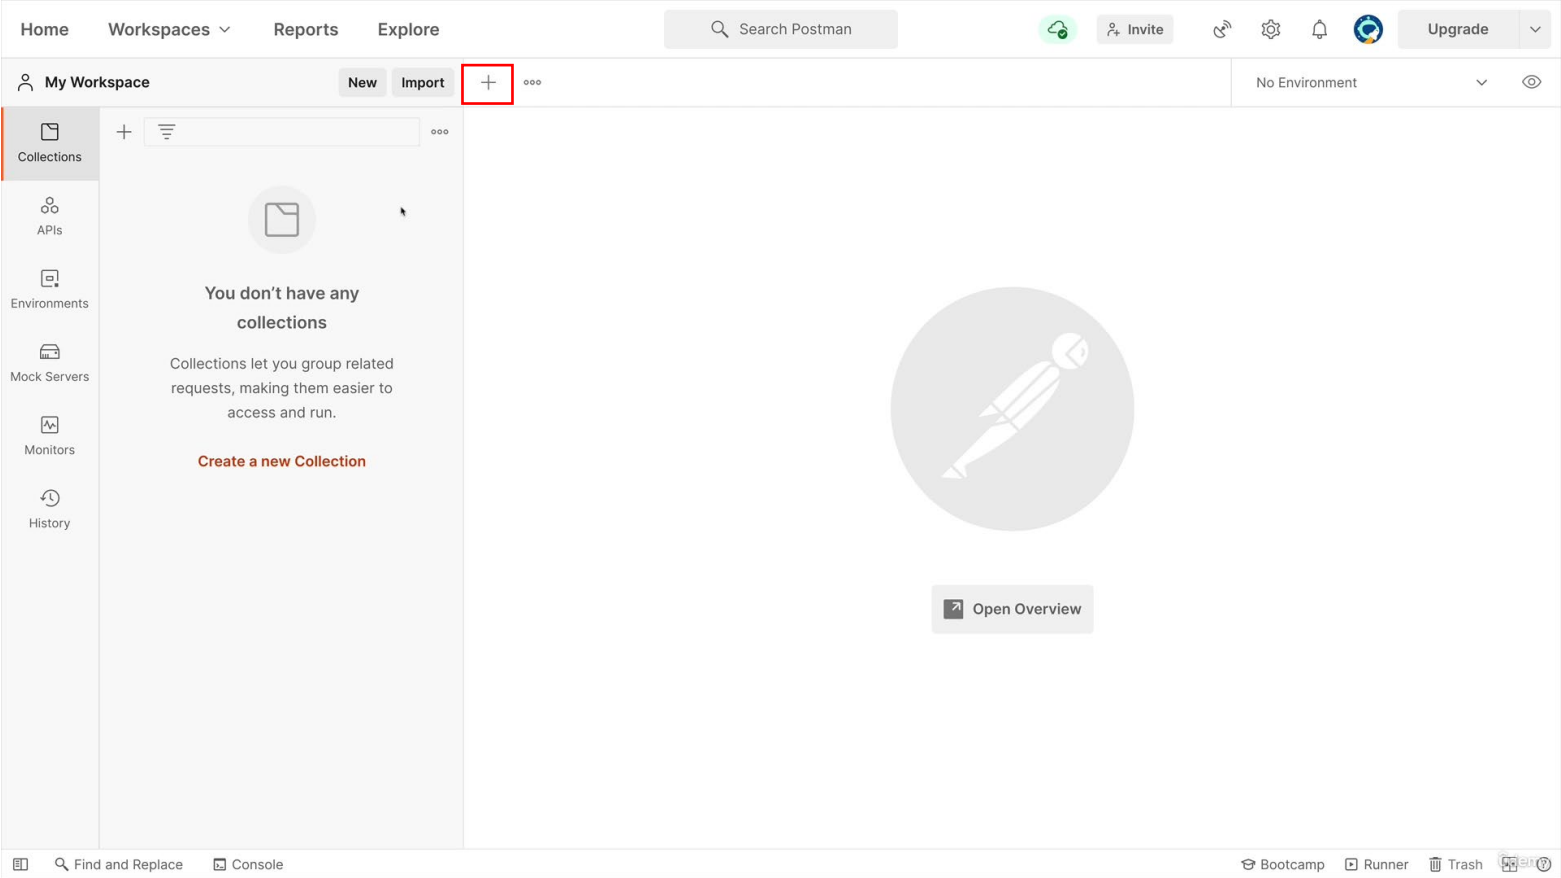 Home Workspaces Reports Explore Search Postman Invite Upgrade
My Workspace New Import No Environment
Collections
APIs
Environments
Mock Servers
Monitors
History
You don’t have any
collections
Collections let you group related
requests, making them easier to
access and run.
Create a new Collection
Open Overview
Find and Replace Console Bootcamp Runner Trash